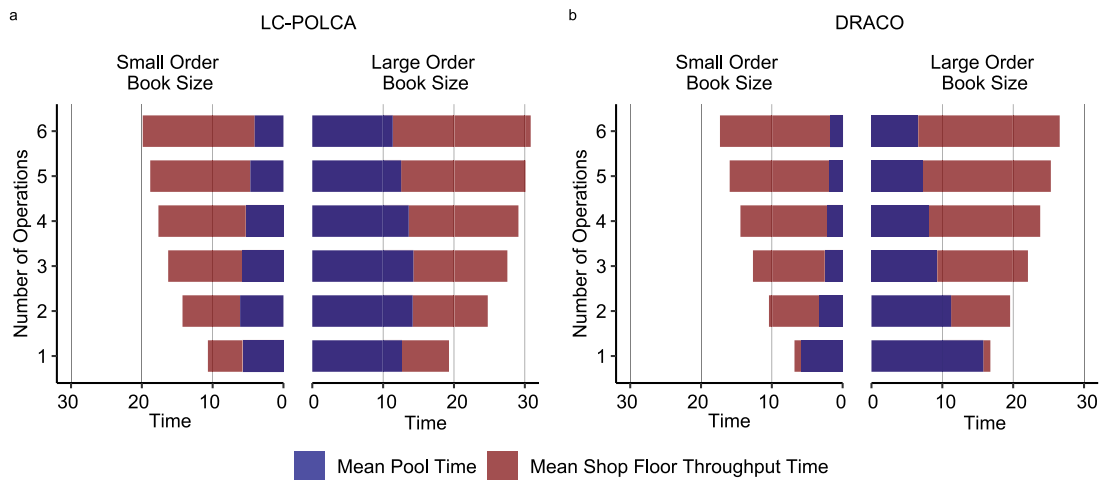 a
LC-POLCA
Small Order
Book Size
Large Order
Book Size
Number of Operations
6
5
4
3
2
1
30 20 10 0
0 10 20 30
Time Time
b
DRACO
Small Order
Book Size
Large Order
Book Size
Number of Operations
6
5
4
3
2
1
30 20 10 0
0 10 20 30
Time Time
Mean Pool Time Mean Shop Floor Throughput Time